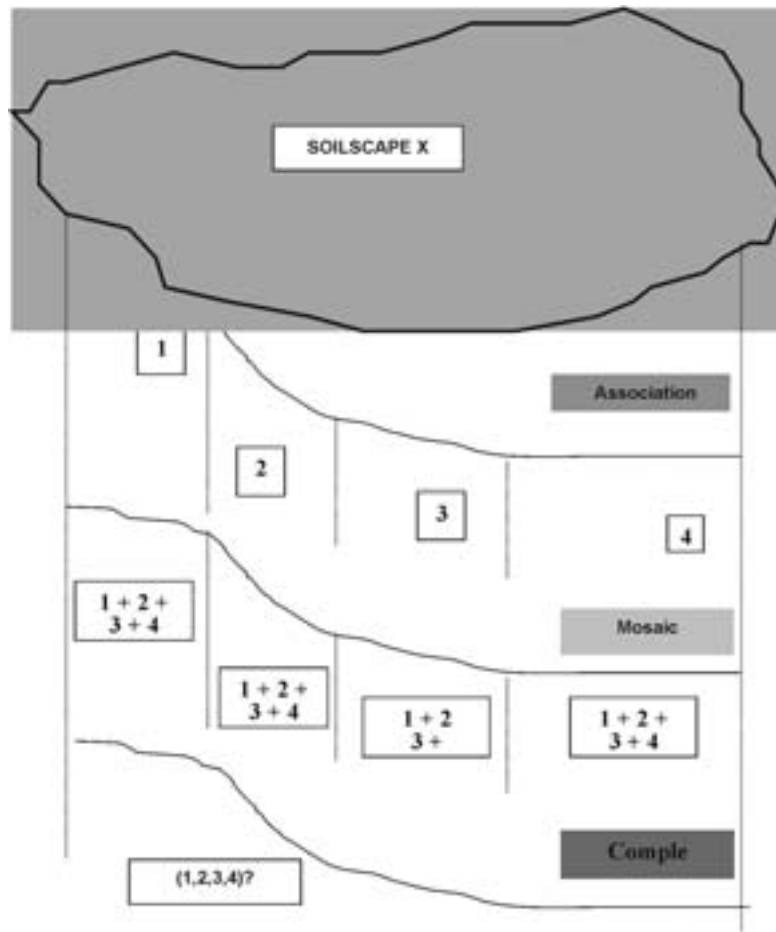 SOILSCAPE X
1
Association
2
3
4
1 + 2 +
3 + 4
Mosaic
1 + 2 +
3 + 4
1 + 2
3 +
1 + 2 +
3 + 4
Comple
(1,2,3,4)?